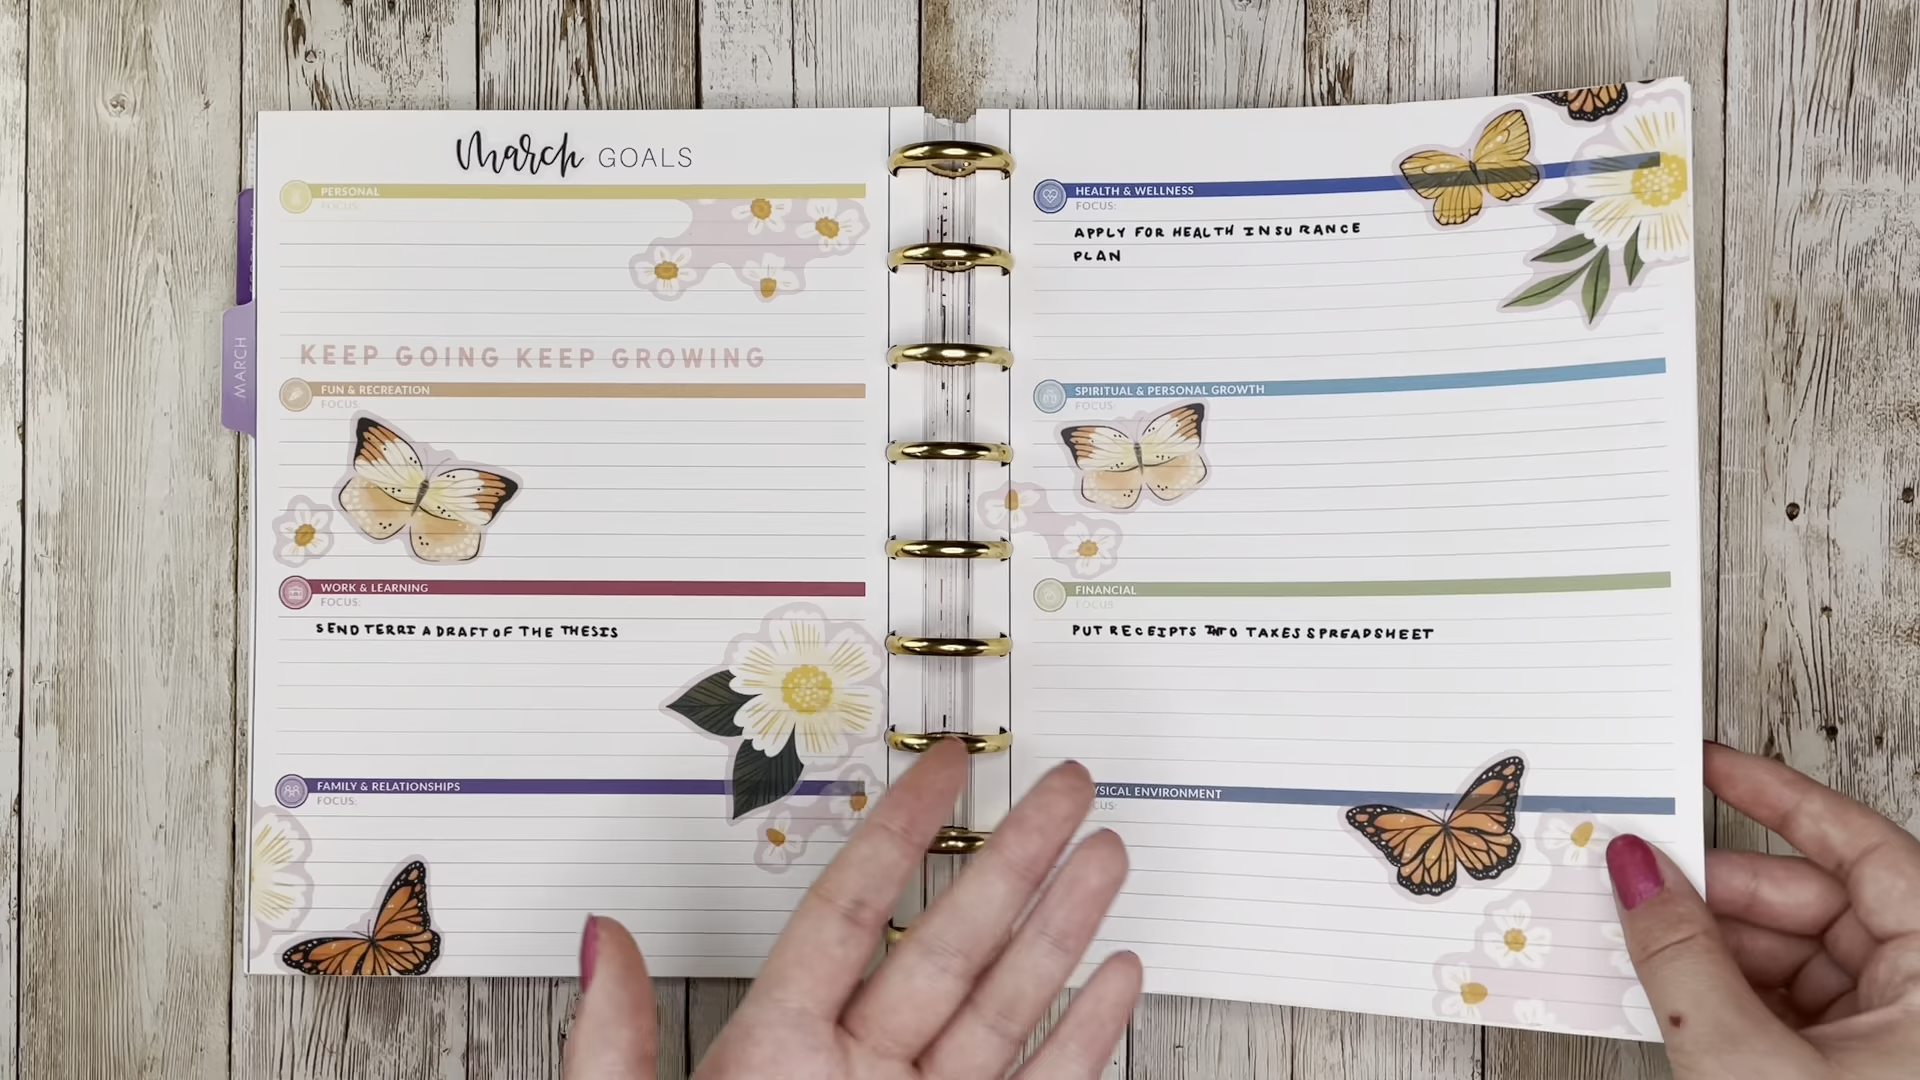 March GOALS
PERSONAL
FOCUS:
KEEP GOING KEEP GROWING
FUN & RECREATION
FOCUS:
WORK & LEARNING
FOCUS:
SEND TERRI A DRAFT OF THE THESIS
FAMILY & RELATIONSHIPS
FOCUS:
MARCH
HEALTH & WELLNESS
FOCUS:
APPLY FOR HEALTH INSURANCE
PLAN
SPIRITUAL & PERSONAL GROWTH
FOCUS:
FINANCIAL
FOCUS
PUT RECEIPTS INTO TAXES SPREADSHEET
YSICAL ENVIRONMENT
CUS: